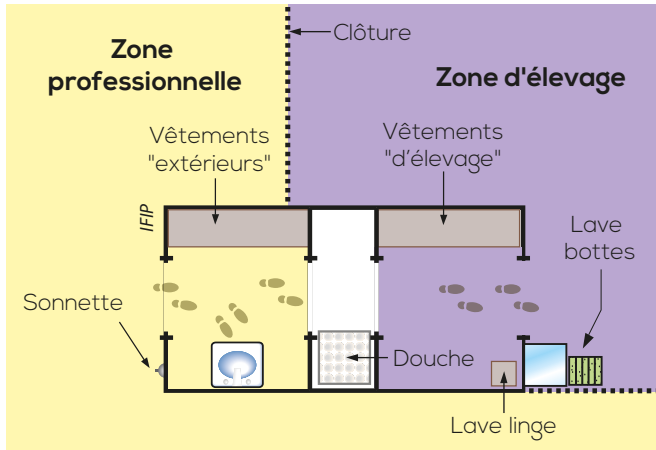 Zone
professionnelle
Clôture
Zone d'élevage
Vêtements
"extérieurs"
Vêtements
"d'élevage"
IFIP
Lave
bottes
Sonnette
Douche
Lave linge